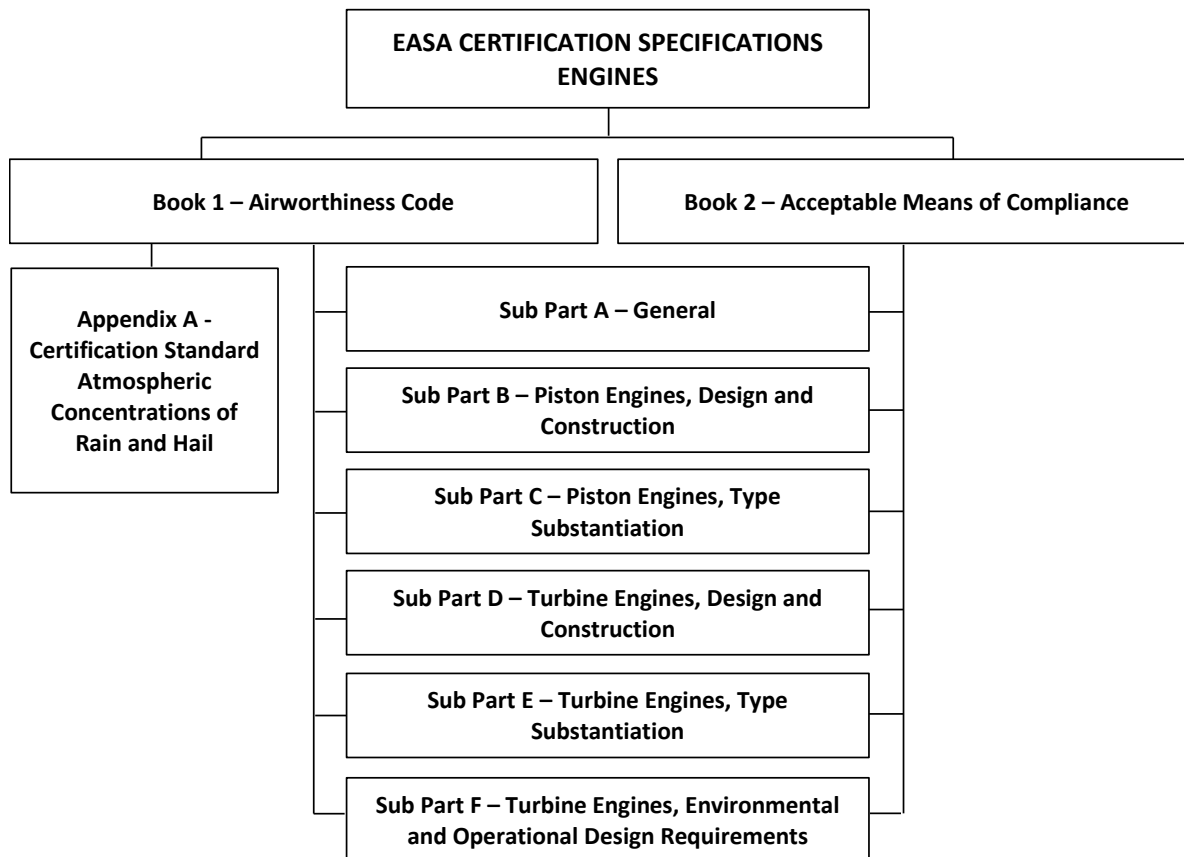 EASA CERTIFICATION SPECIFICATIONS
ENGINES
Book 1 – Airworthiness Code
Book 2 – Acceptable Means of Compliance
Appendix A -
Certification Standard
Atmospheric
Concentrations of
Rain and Hail
Sub Part A – General
Sub Part B – Piston Engines, Design and
Construction
Sub Part C – Piston Engines, Type
Substantiation
Sub Part D – Turbine Engines, Design and
Construction
Sub Part E – Turbine Engines, Type
Substantiation
Sub Part F – Turbine Engines, Environmental
and Operational Design Requirements